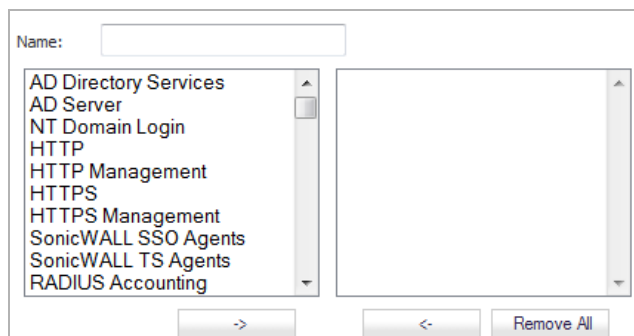 Name:
AD Directory Services
AD Server
NT Domain Login
HTTP
HTTP Management
HTTPS
HTTPS Management
SonicWALL SSO Agents
SonicWALL TS Agents
RADIUS Accounting
-> <- Remove All